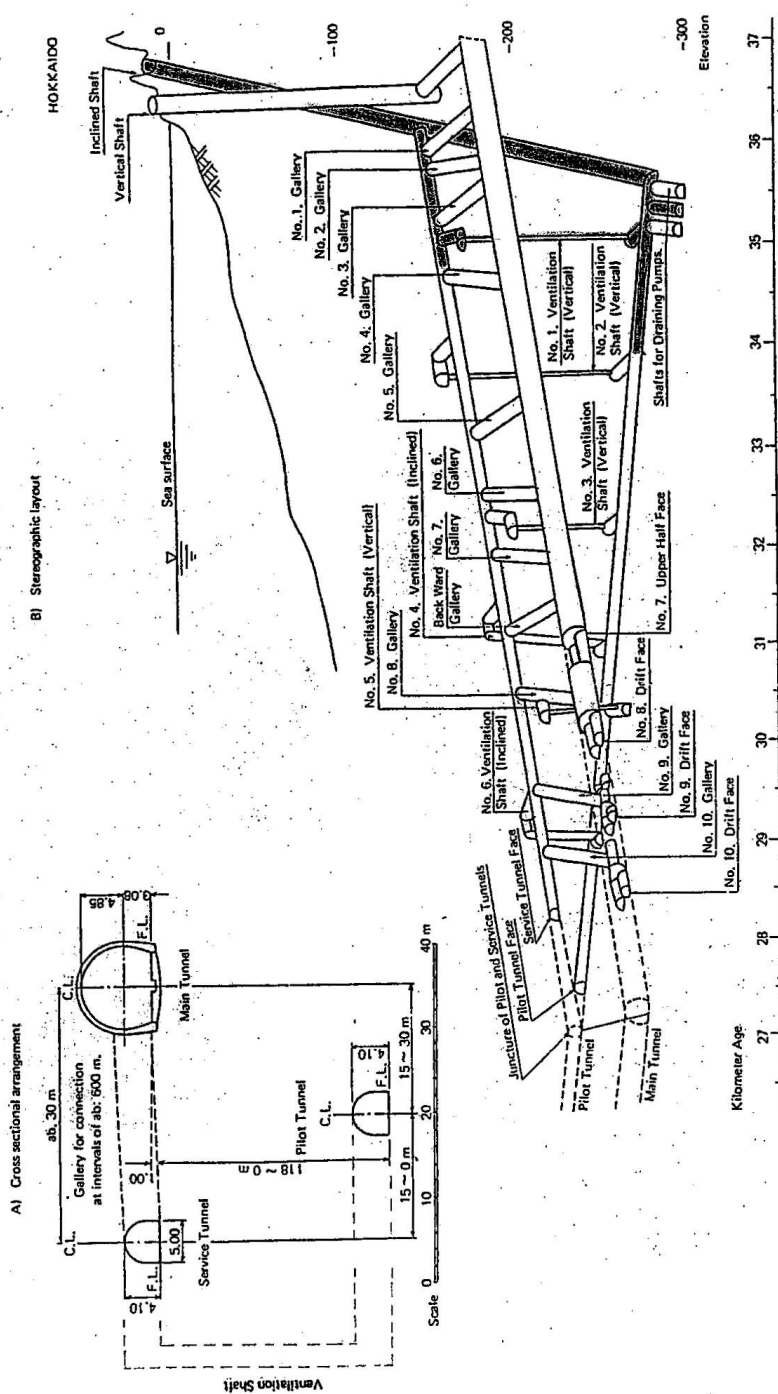 A) Cross sectional arrangement
ab. 30 m
C.L.
C.L.
Gallery for connection
at intervals of ab: 600 m.
4.85
3.08
F.L.
.00
4.10
F.L.
5.00
Service Tunnel
Main Tunnel
118 ~ 0 m
Pilot Tunnel
C.L.
4.10
F.L.
15 ~ 0 m
15 ~ 30 m
Ventilation Shaft
Scale
0
10
20
30
40 m
B) Stereographic layout
HOKKAIDO
Inclined Shaft
Vertical Shaft
Sea surface
0
-100
-200
-300
Elevation
No. 1. Gallery
No. 2. Gallery
No. 3. Gallery
No. 4. Gallery
No. 5. Gallery
No. 6.
Gallery
No. 7.
Gallery
Back Ward
Gallery
No. 4. Ventilation Shaft (Inclined)
No. 5. Ventilation Shaft (Vertical)
No. 8. Gallery
No. 6. Ventilation
Shaft (Inclined)
Service Tunnel Face
Pilot Tunnel Face
Juncture of Pilot and Service Tunnels
Pilot Tunnel
Main Tunnel
No. 1. Ventilation
Shaft (Vertical)
No. 2. Ventilation
Shaft (Vertical)
Shafts for Draining Pumps.
No. 3. Ventilation
Shaft (Vertical)
No. 7. Upper Half Face
No. 8. Drift Face
No. 9. Gallery
No. 9. Drift Face
No. 10. Gallery
No. 10. Drift Face
Kilometer Age
27
28
29
30
31
32
33
34
35
36
37